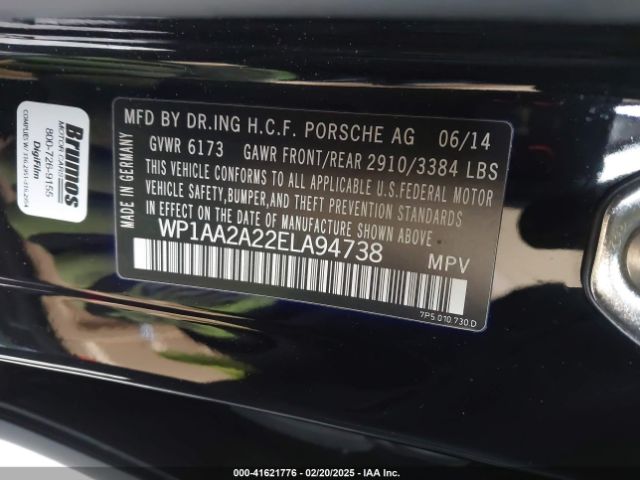 MFD BY DR.ING H.C.F. PORSCHE AG 06/14
GVWR 6173 GAWR FRONT/REAR 2910/3384 LBS
THIS VEHICLE CONFORMS TO ALL APPLICABLE U.S.FEDERAL MOTOR
VEHICLE SAFETY,BUMPER,AND THEFT PREVENTION STANDARDS
IN EFFECT ON THE DATE OF MANUFACTURE SHOWN ABOVE
WP1AA2A22ELA94738 MPV
7P5 010 730 D
MADE IN GERMANY
Brumos
MOTOR CARS
800-726-9155
DigiFilm
000-41621776 - 02/20/2025 - IAA Inc.